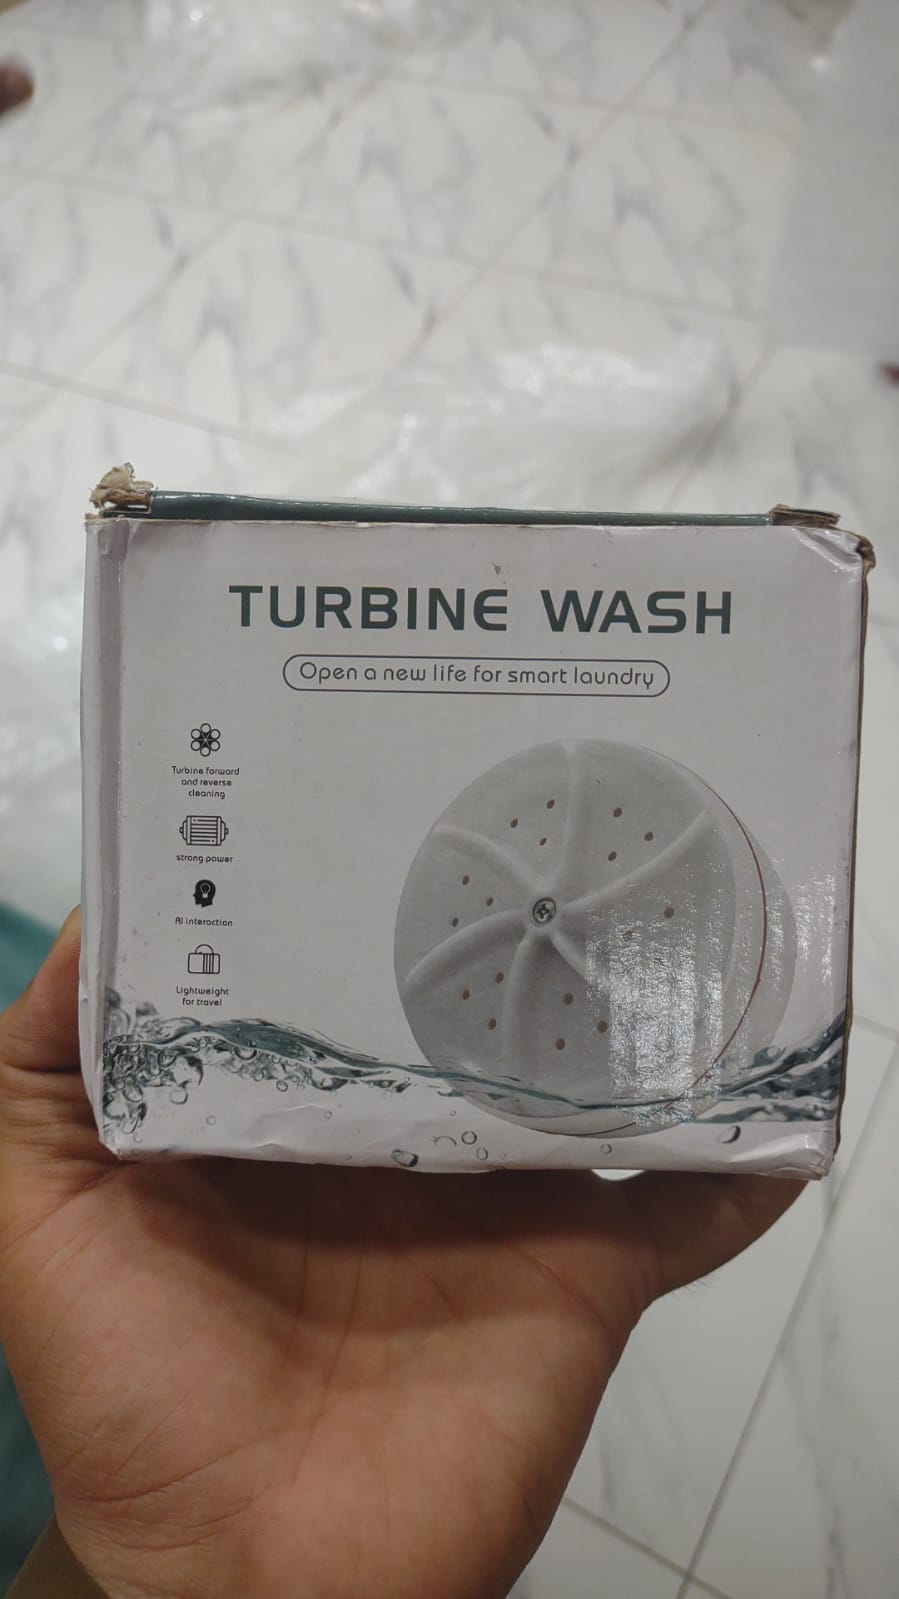 TURBINE WASH
Open a new life for smart laundry
Turbine forward
and reverse
cleaning
strong power
AI interaction
Lightweight
for travel